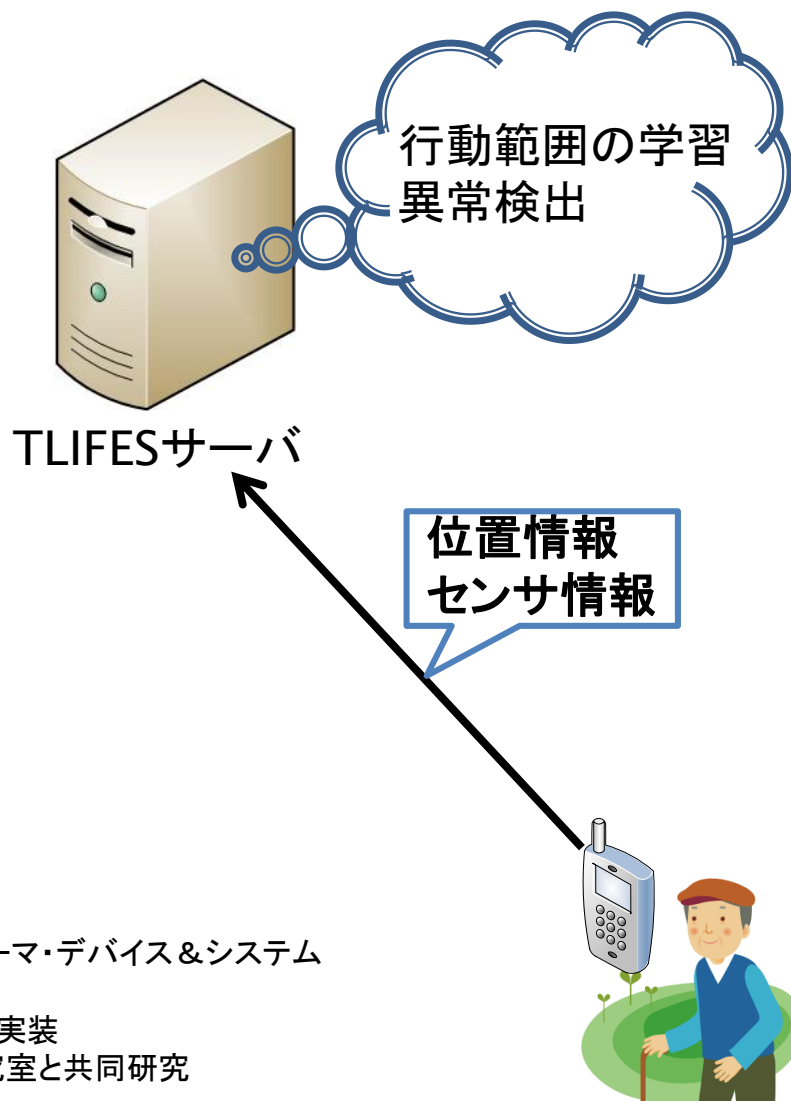 行動範囲の学習
異常検出
TLIFESサーバ
位置情報
センサ情報
ーマ・デバイス＆システム
実装
室と共同研究